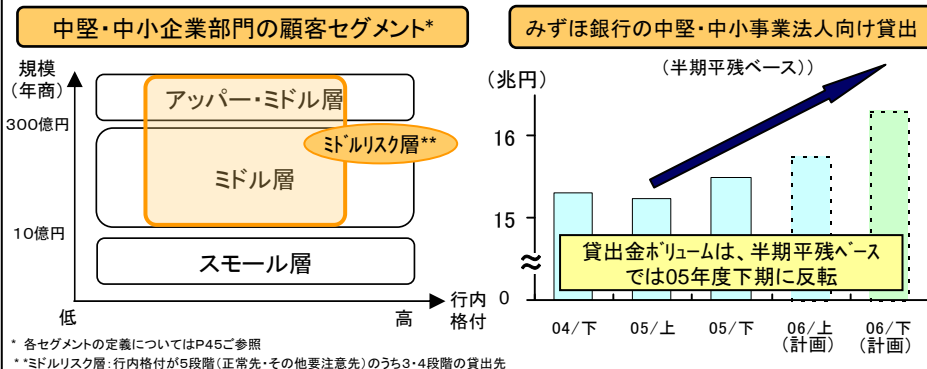 中堅・中小企業部門の顧客セグメント*
規模
(年商)
300億円
10億円
アッパー・ミドル層
ミドルリスク層**
ミドル層
スモール層
低
高
行内
格付
* 各セグメントの定義についてはP45ご参照
**ミドルリスク層:行内格付が5段階(正常先・その他要注意先)のうち3・4段階の貸出先
みずほ銀行の中堅・中小事業法人向け貸出
(半期平残ベース))
(兆円)
16
15
≈
0
貸出金ボリュームは、半期平残ベース
では05年度下期に反転
04/下
05/上
05/下
06/上
(計画)
06/下
(計画)